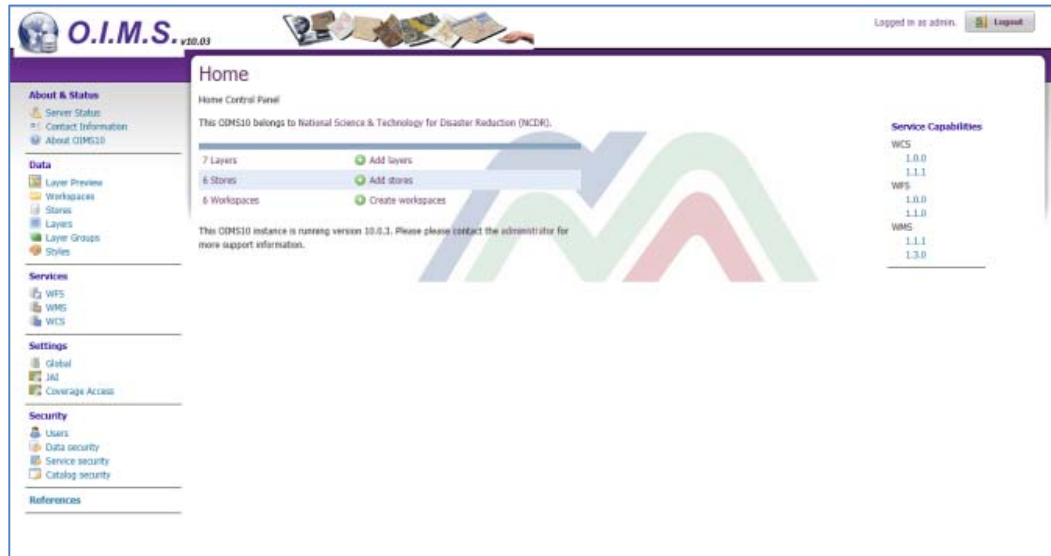 O.I.M.S. v10.03
Logged in as admin.
Logout
About & Status
Server Status
Contact Information
About OIMS10
Data
Layer Preview
Workspaces
Stores
Layers
Layer Groups
Styles
Services
WFS
WMS
WCS
Settings
Global
JAI
Coverage Access
Security
Users
Data security
Service security
Catalog security
References
Home
Home Control Panel
This OIMS10 belongs to National Science & Technology for Disaster Reduction (NCDR).
7 Layers Add layers
6 Stores Add stores
6 Workspaces Create workspaces
This OIMS10 instance is running version 10.0.3. Please please contact the administrator for
more support information.
Service Capabilities
WCS
1.0.0
1.1.1
WFS
1.0.0
1.1.0
WMS
1.1.1
1.3.0